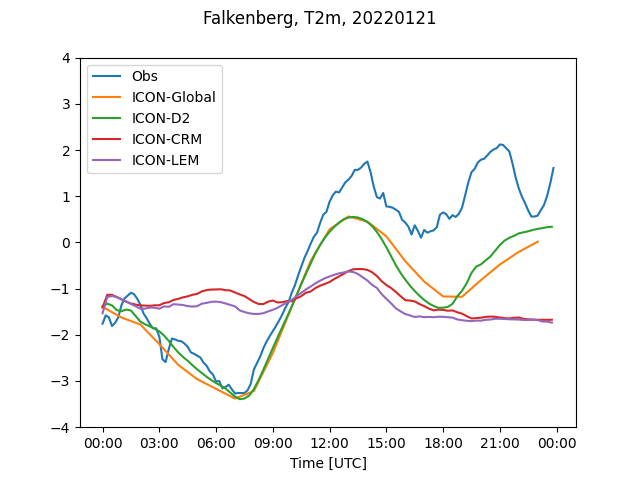 Falkenberg, T2m, 20220121
4
3
2
1
0
−1
−2
−3
−4
Obs
ICON-Global
ICON-D2
ICON-CRM
ICON-LEM
00:00 03:00 06:00 09:00 12:00 15:00 18:00 21:00 00:00
Time [UTC]